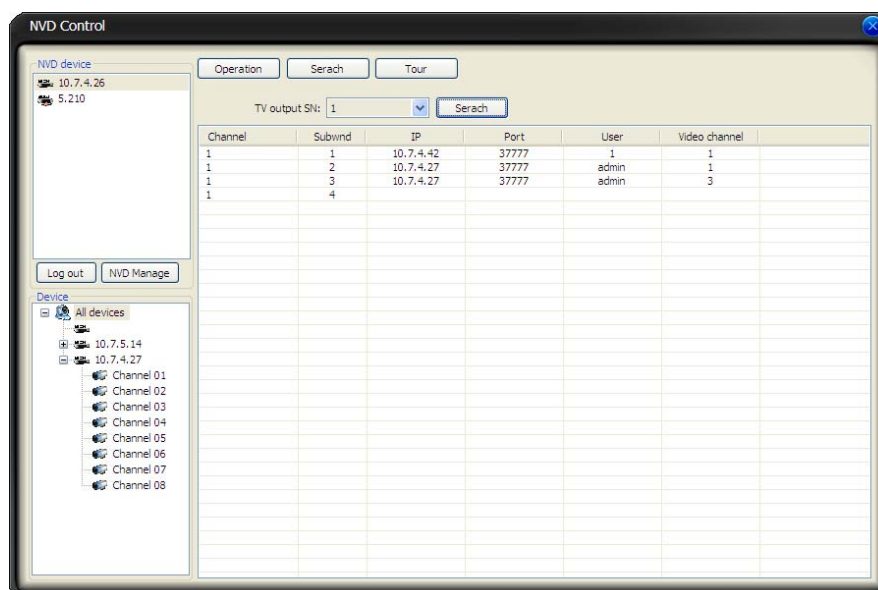 NVD Control
NVD device
10.7.4.26
5.210
Log out NVD Manage
Device
All devices
10.7.5.14
10.7.4.27
Channel 01
Channel 02
Channel 03
Channel 04
Channel 05
Channel 06
Channel 07
Channel 08
Operation Serach Tour
TV output SN: 1 Serach
Channel Subwnd IP Port User Video channel
1 1 10.7.4.42 37777 1 1
1 2 10.7.4.27 37777 admin 1
1 3 10.7.4.27 37777 admin 3
1 4